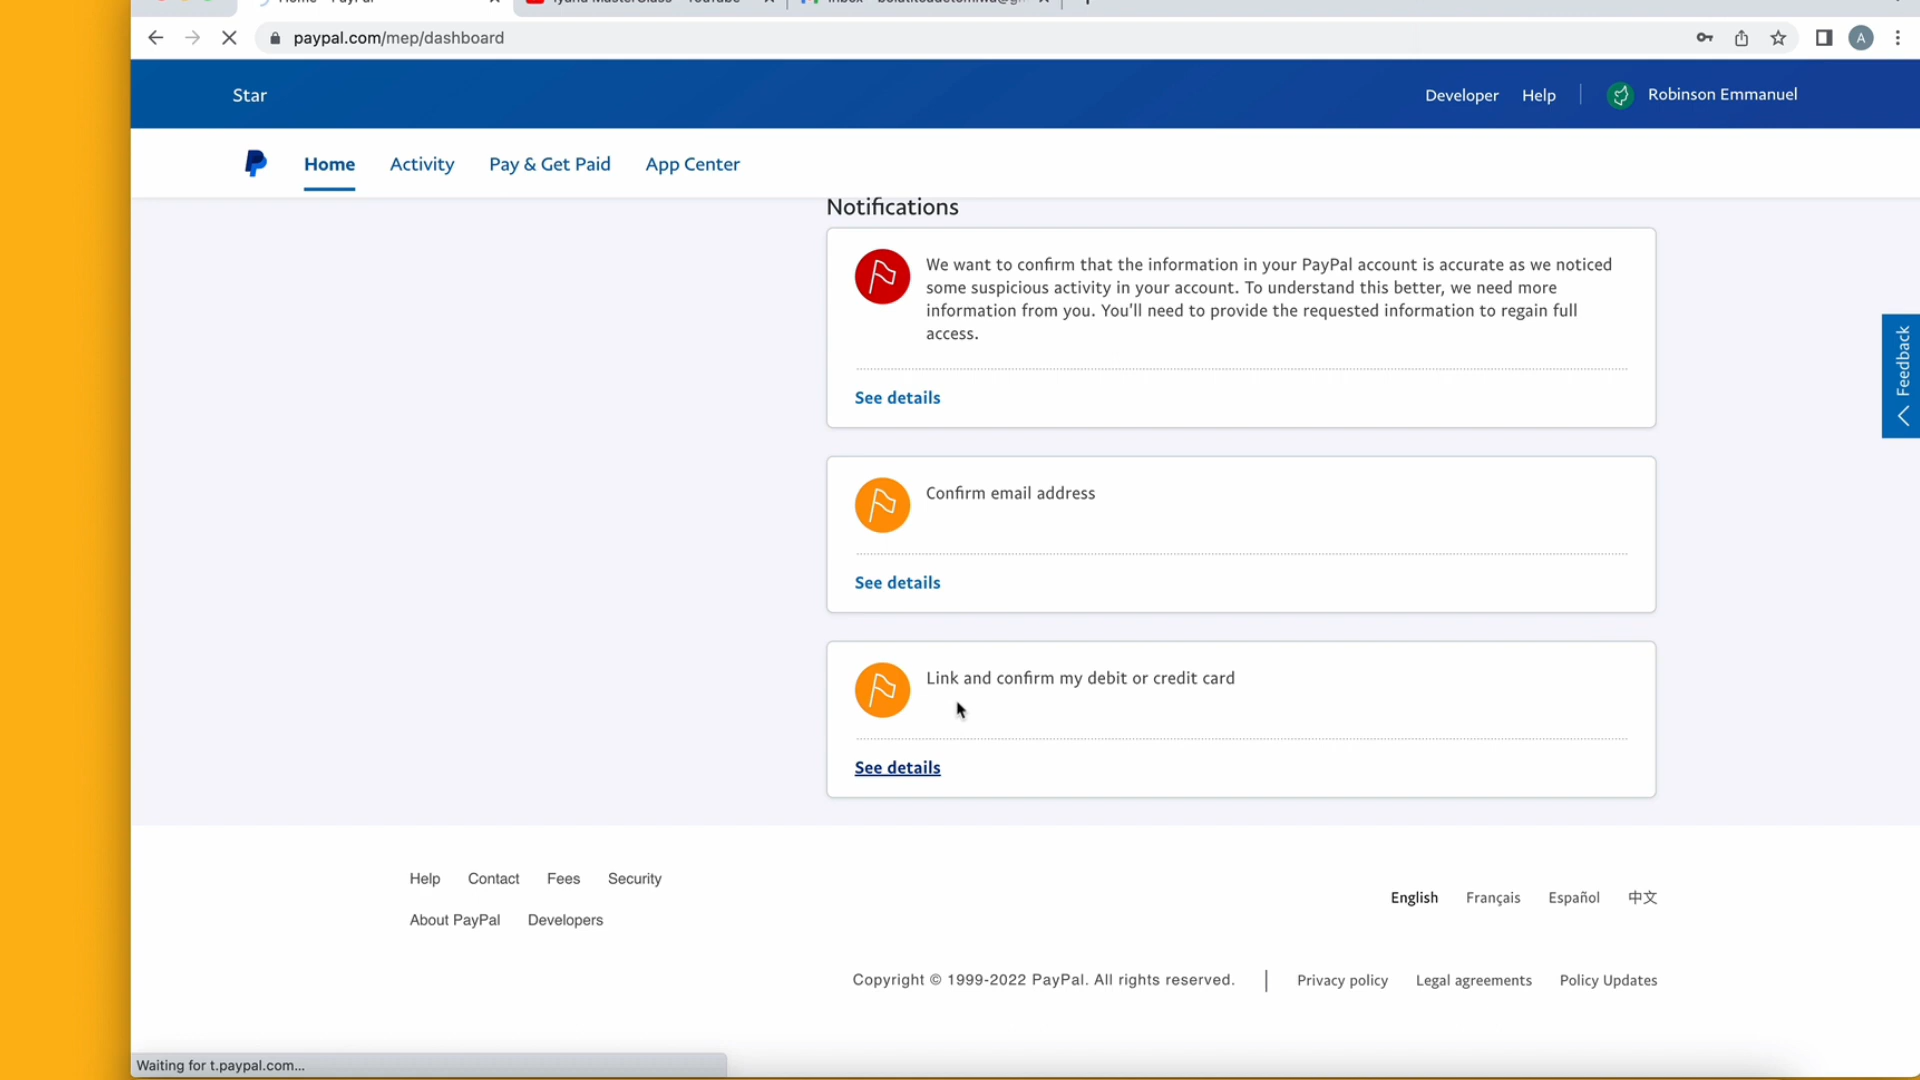 paypal.com/mep/dashboard
A
Star
Developer
Help
Robinson Emmanuel
Home
Activity
Pay & Get Paid
App Center
Notifications
We want to confirm that the information in your PayPal account is accurate as we noticed
some suspicious activity in your account. To understand this better, we need more
information from you. You'll need to provide the requested information to regain full
access.
See details
Feedback
Confirm email address
See details
Link and confirm my debit or credit card
See details
Help
Contact
Fees
Security
About PayPal
Developers
English
Français
Español
中文
Copyright © 1999-2022 PayPal. All rights reserved.
Privacy policy
Legal agreements
Policy Updates
Waiting for t.paypal.com...